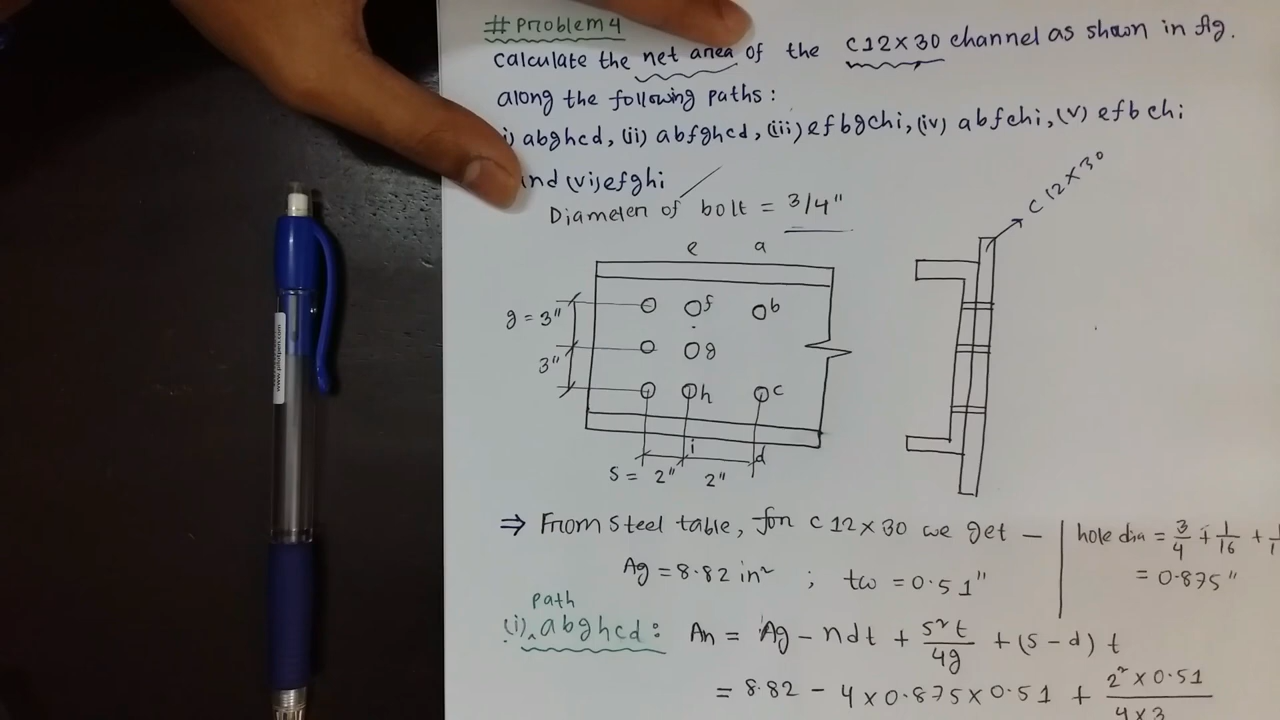 # Problem 4
calculate the net area of the C12×30 channel as shown in fig.
along the following paths:
i) abghcd, (ii) abfghcd, (iii) efbgchi, (iv) abfchi, (v) efbchi
and (vi) efghi
Diameter of bolt = 3/4"
C12×30
e a
f b
g = 3"
g
3"
h c
i d
S = 2" 2"
⇒ From steel table, for C12×30 we get —
hole dia = 3/4 + 1/16 +
Ag = 8.82 in² ; tw = 0.51"
= 0.875"
path
(i) abghcd: An = Ag - ndt + s²t/4g + (s-d) t
= 8.82 - 4×0.875×0.51 + 2²×0.51/4×3
www.pilotpen.com